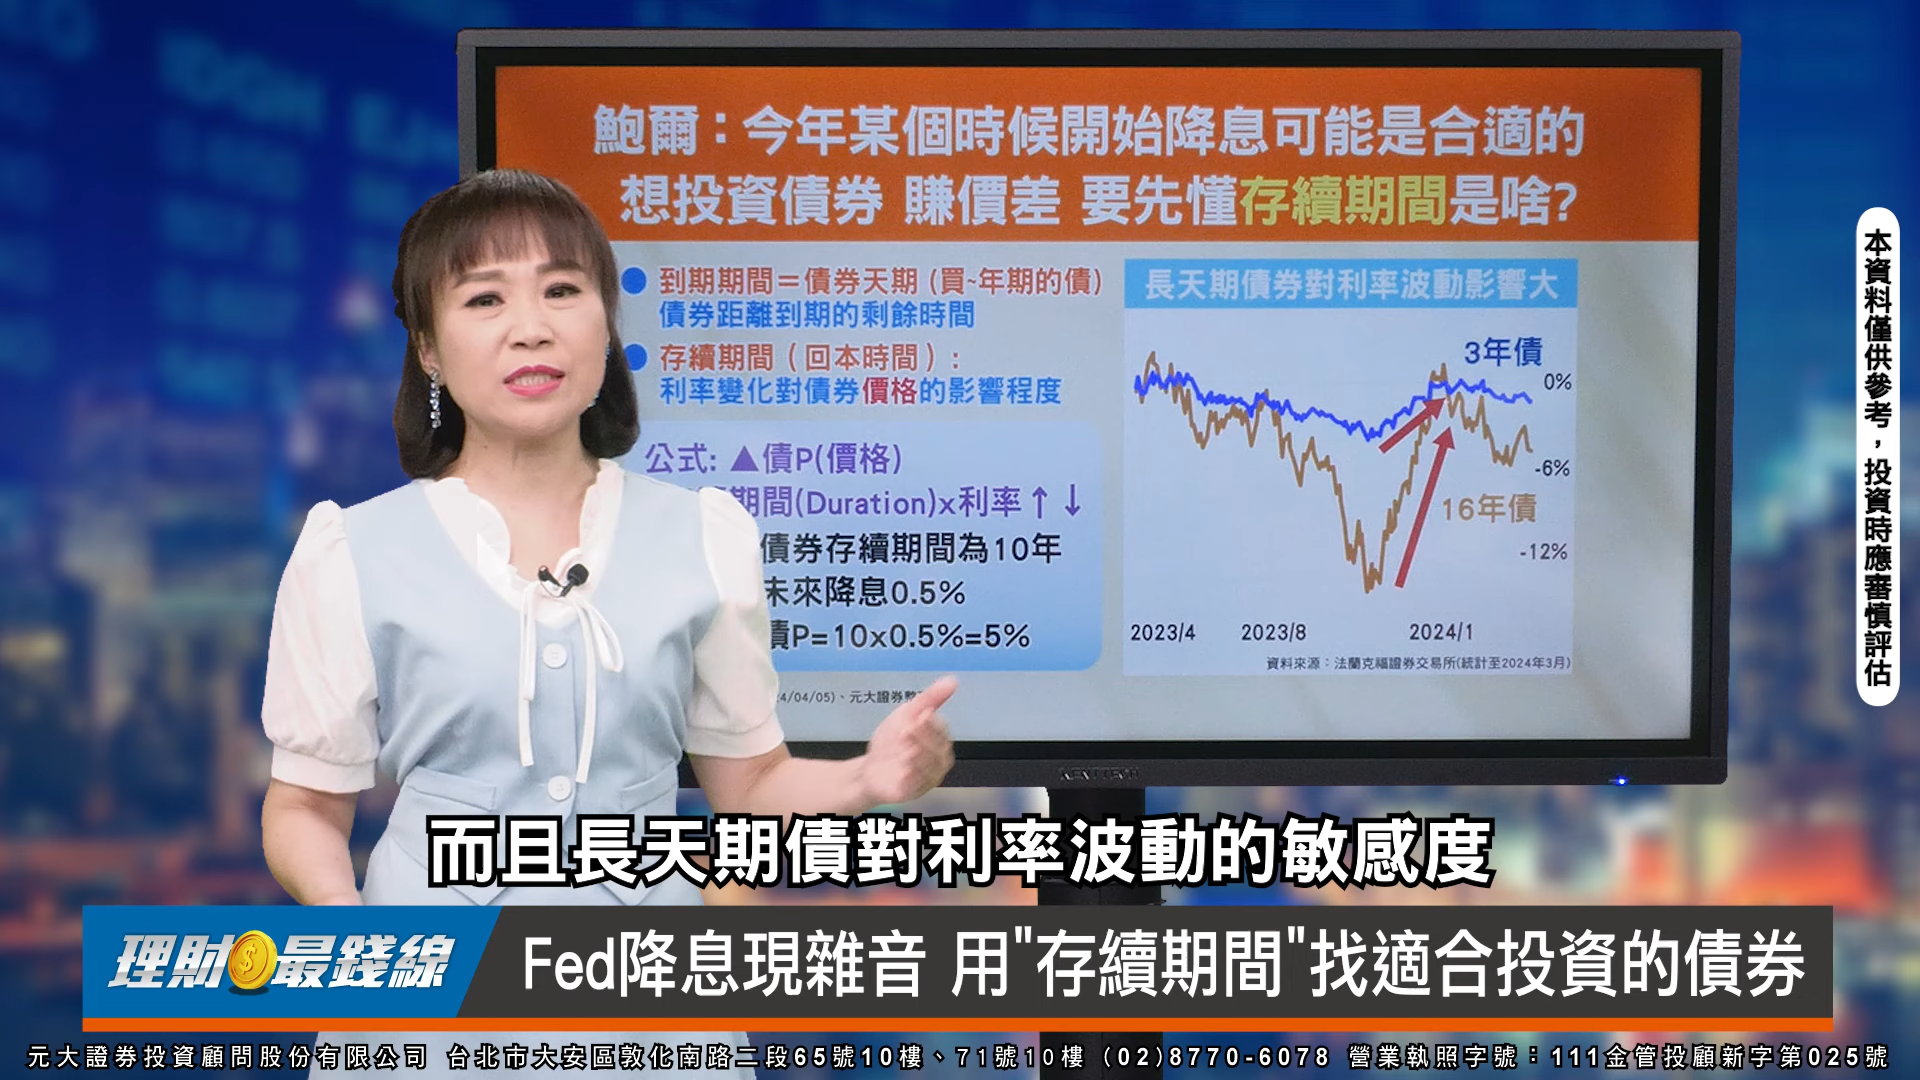 鮑爾：今年某個時候開始降息可能是合適的
想投資債券 賺價差 要先懂存續期間是啥?
到期期間＝債券天期 (買~年期的債)
債券距離到期的剩餘時間
存續期間（回本時間）:
利率變化對債券價格的影響程度
公式: ▲債P(價格)
期間(Duration)x利率↑↓
債券存續期間為10年
未來降息0.5%
債P=10x0.5%=5%
4/04/05)、元大證券整
長天期債券對利率波動影響大
3年債
0%
-6%
16年債
-12%
2023/4 2023/8 2024/1
資料來源：法蘭克福證券交易所(統計至2024年3月)
本資料僅供參考，投資時應審慎評估
而且長天期債對利率波動的敏感度
理財$最錢線
Fed降息現雜音 用"存續期間"找適合投資的債券
元大證券投資顧問股份有限公司 台北市大安區敦化南路二段65號10樓、71號10樓 (02)8770-6078 營業執照字號：111金管投顧新字第025號